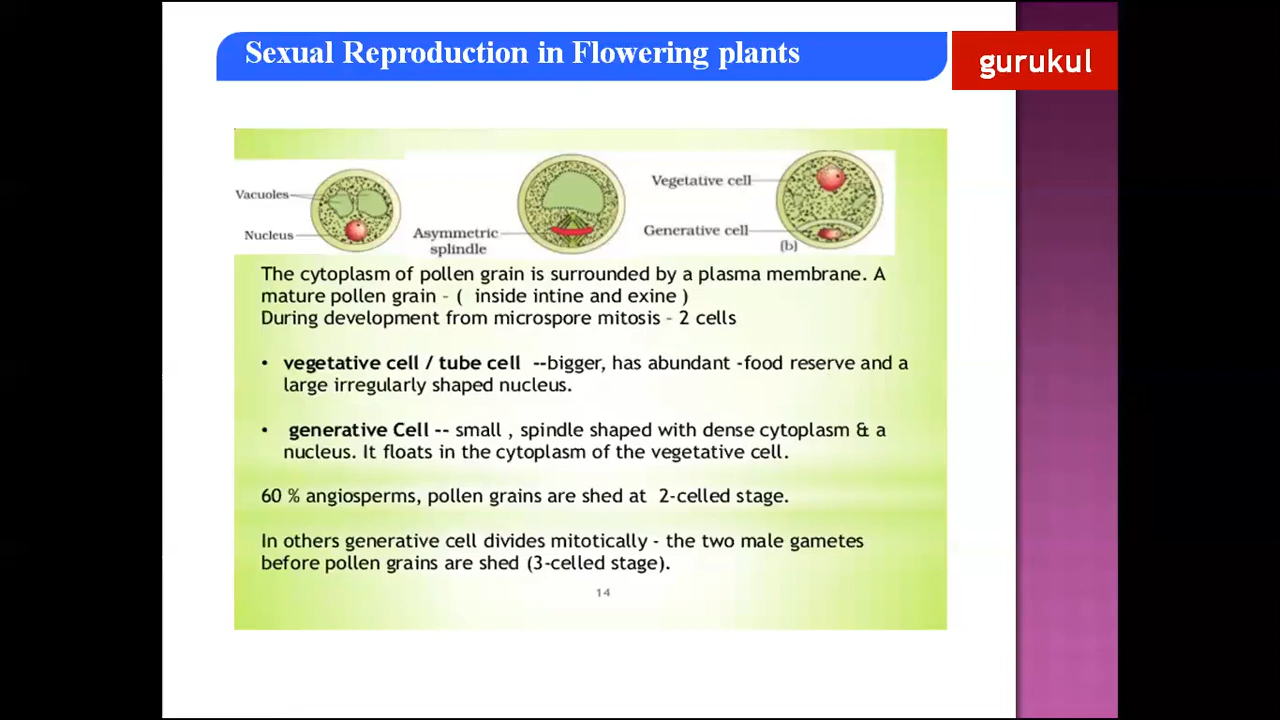 Sexual Reproduction in Flowering plants
gurukul
Vacuoles
Nucleus
Asymmetric
spindle
Vegetative cell
Generative cell
(b)
The cytoplasm of pollen grain is surrounded by a plasma membrane. A
mature pollen grain - ( inside intine and exine )
During development from microspore mitosis - 2 cells
• vegetative cell / tube cell --bigger, has abundant -food reserve and a
large irregularly shaped nucleus.
• generative Cell -- small , spindle shaped with dense cytoplasm & a
nucleus. It floats in the cytoplasm of the vegetative cell.
60 % angiosperms, pollen grains are shed at 2-celled stage.
In others generative cell divides mitotically - the two male gametes
before pollen grains are shed (3-celled stage).
14